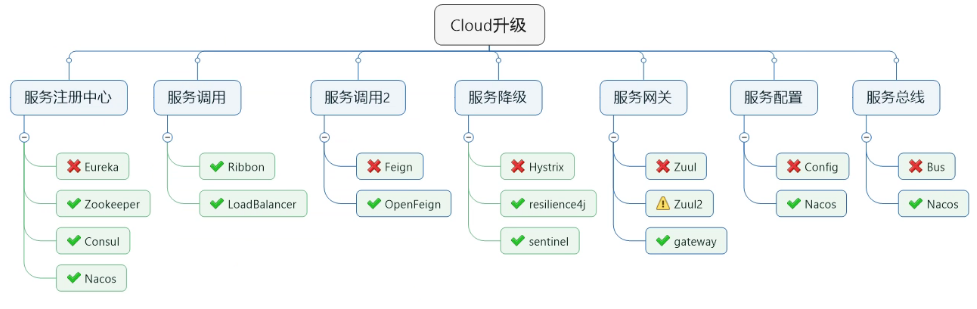 Cloud升级
服务注册中心
Eureka
Zookeeper
Consul
Nacos
服务调用
Ribbon
LoadBalancer
服务调用2
Feign
OpenFeign
服务降级
Hystrix
resilience4j
sentinel
服务网关
Zuul
Zuul2
gateway
服务配置
Config
Nacos
服务总线
Bus
Nacos